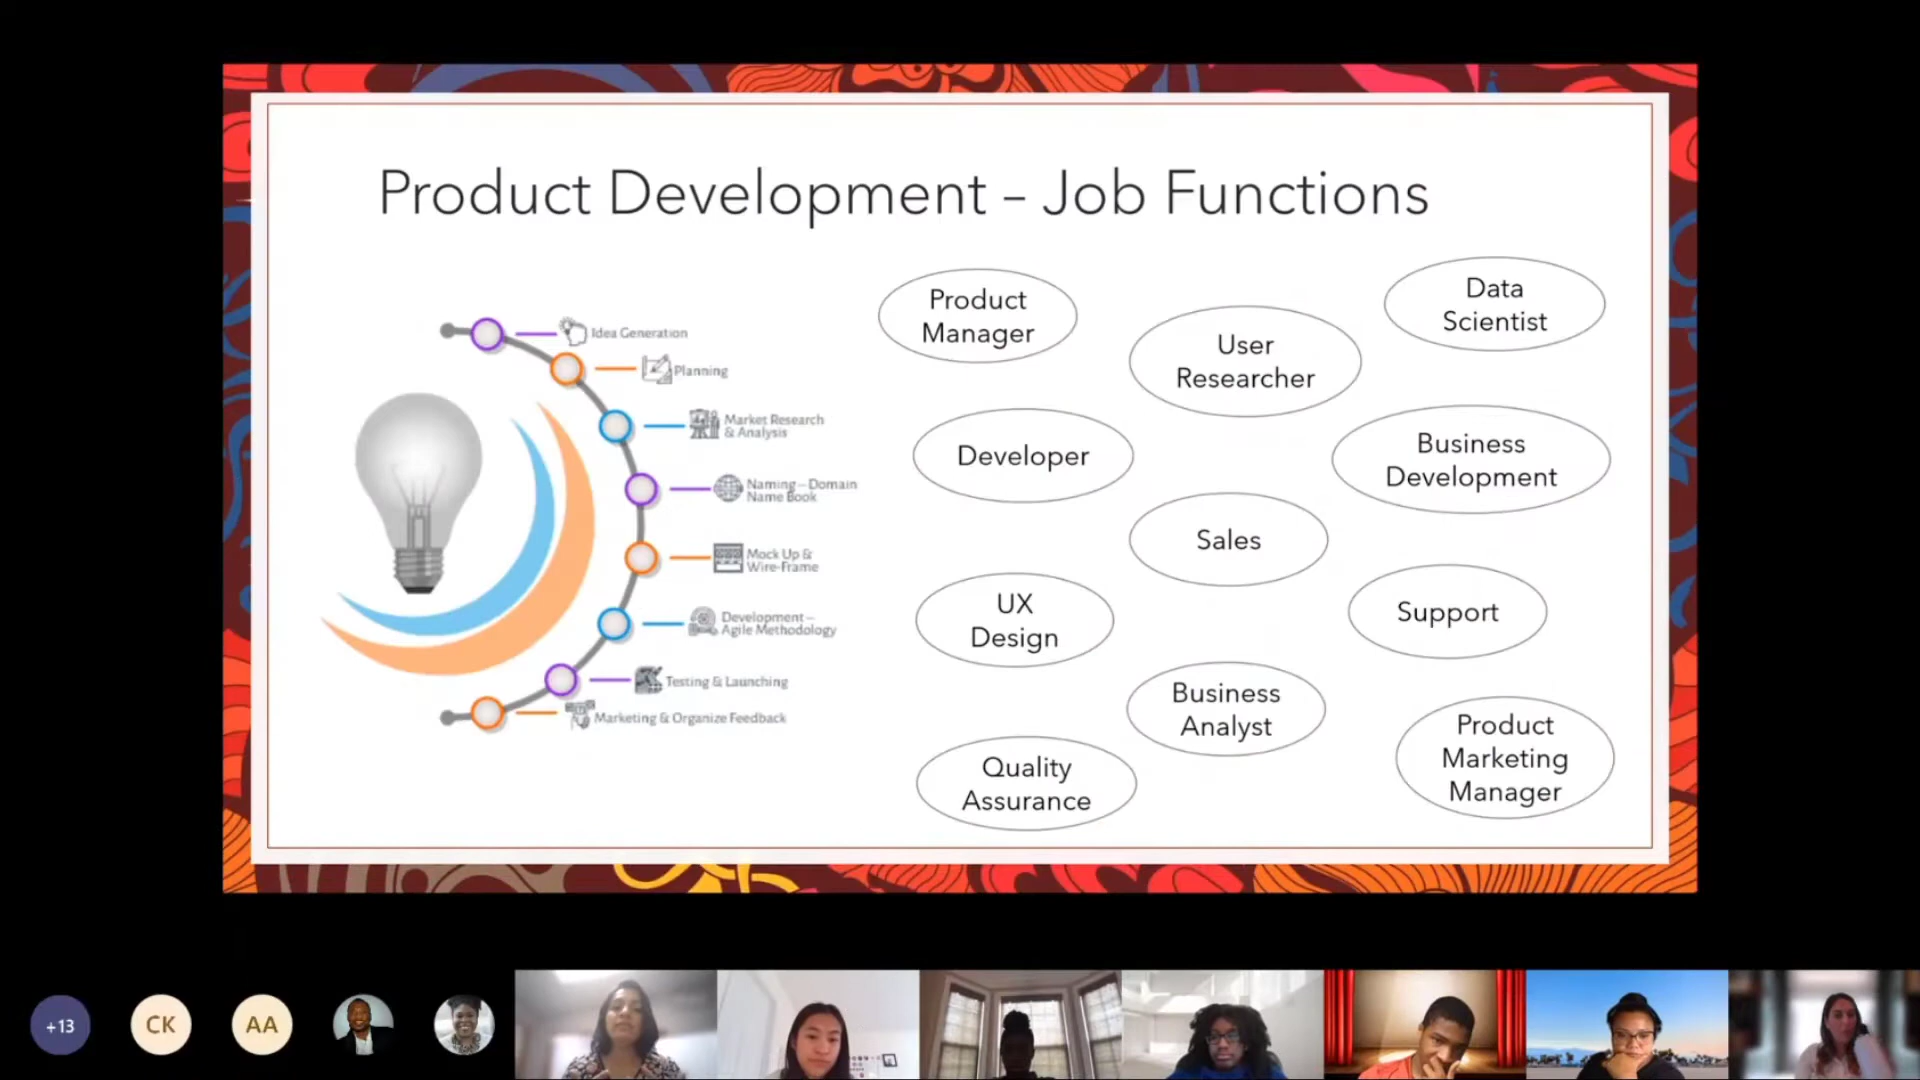 Product Development – Job Functions
Idea Generation
Planning
Market Research
& Analysis
Naming – Domain
Name Book
Mock Up &
Wire-Frame
Development –
Agile Methodology
Testing & Launching
Marketing & Organize Feedback
Product
Manager
User
Researcher
Data
Scientist
Developer
Business
Development
Sales
UX
Design
Support
Business
Analyst
Product
Marketing
Manager
Quality
Assurance
+13
CK
AA